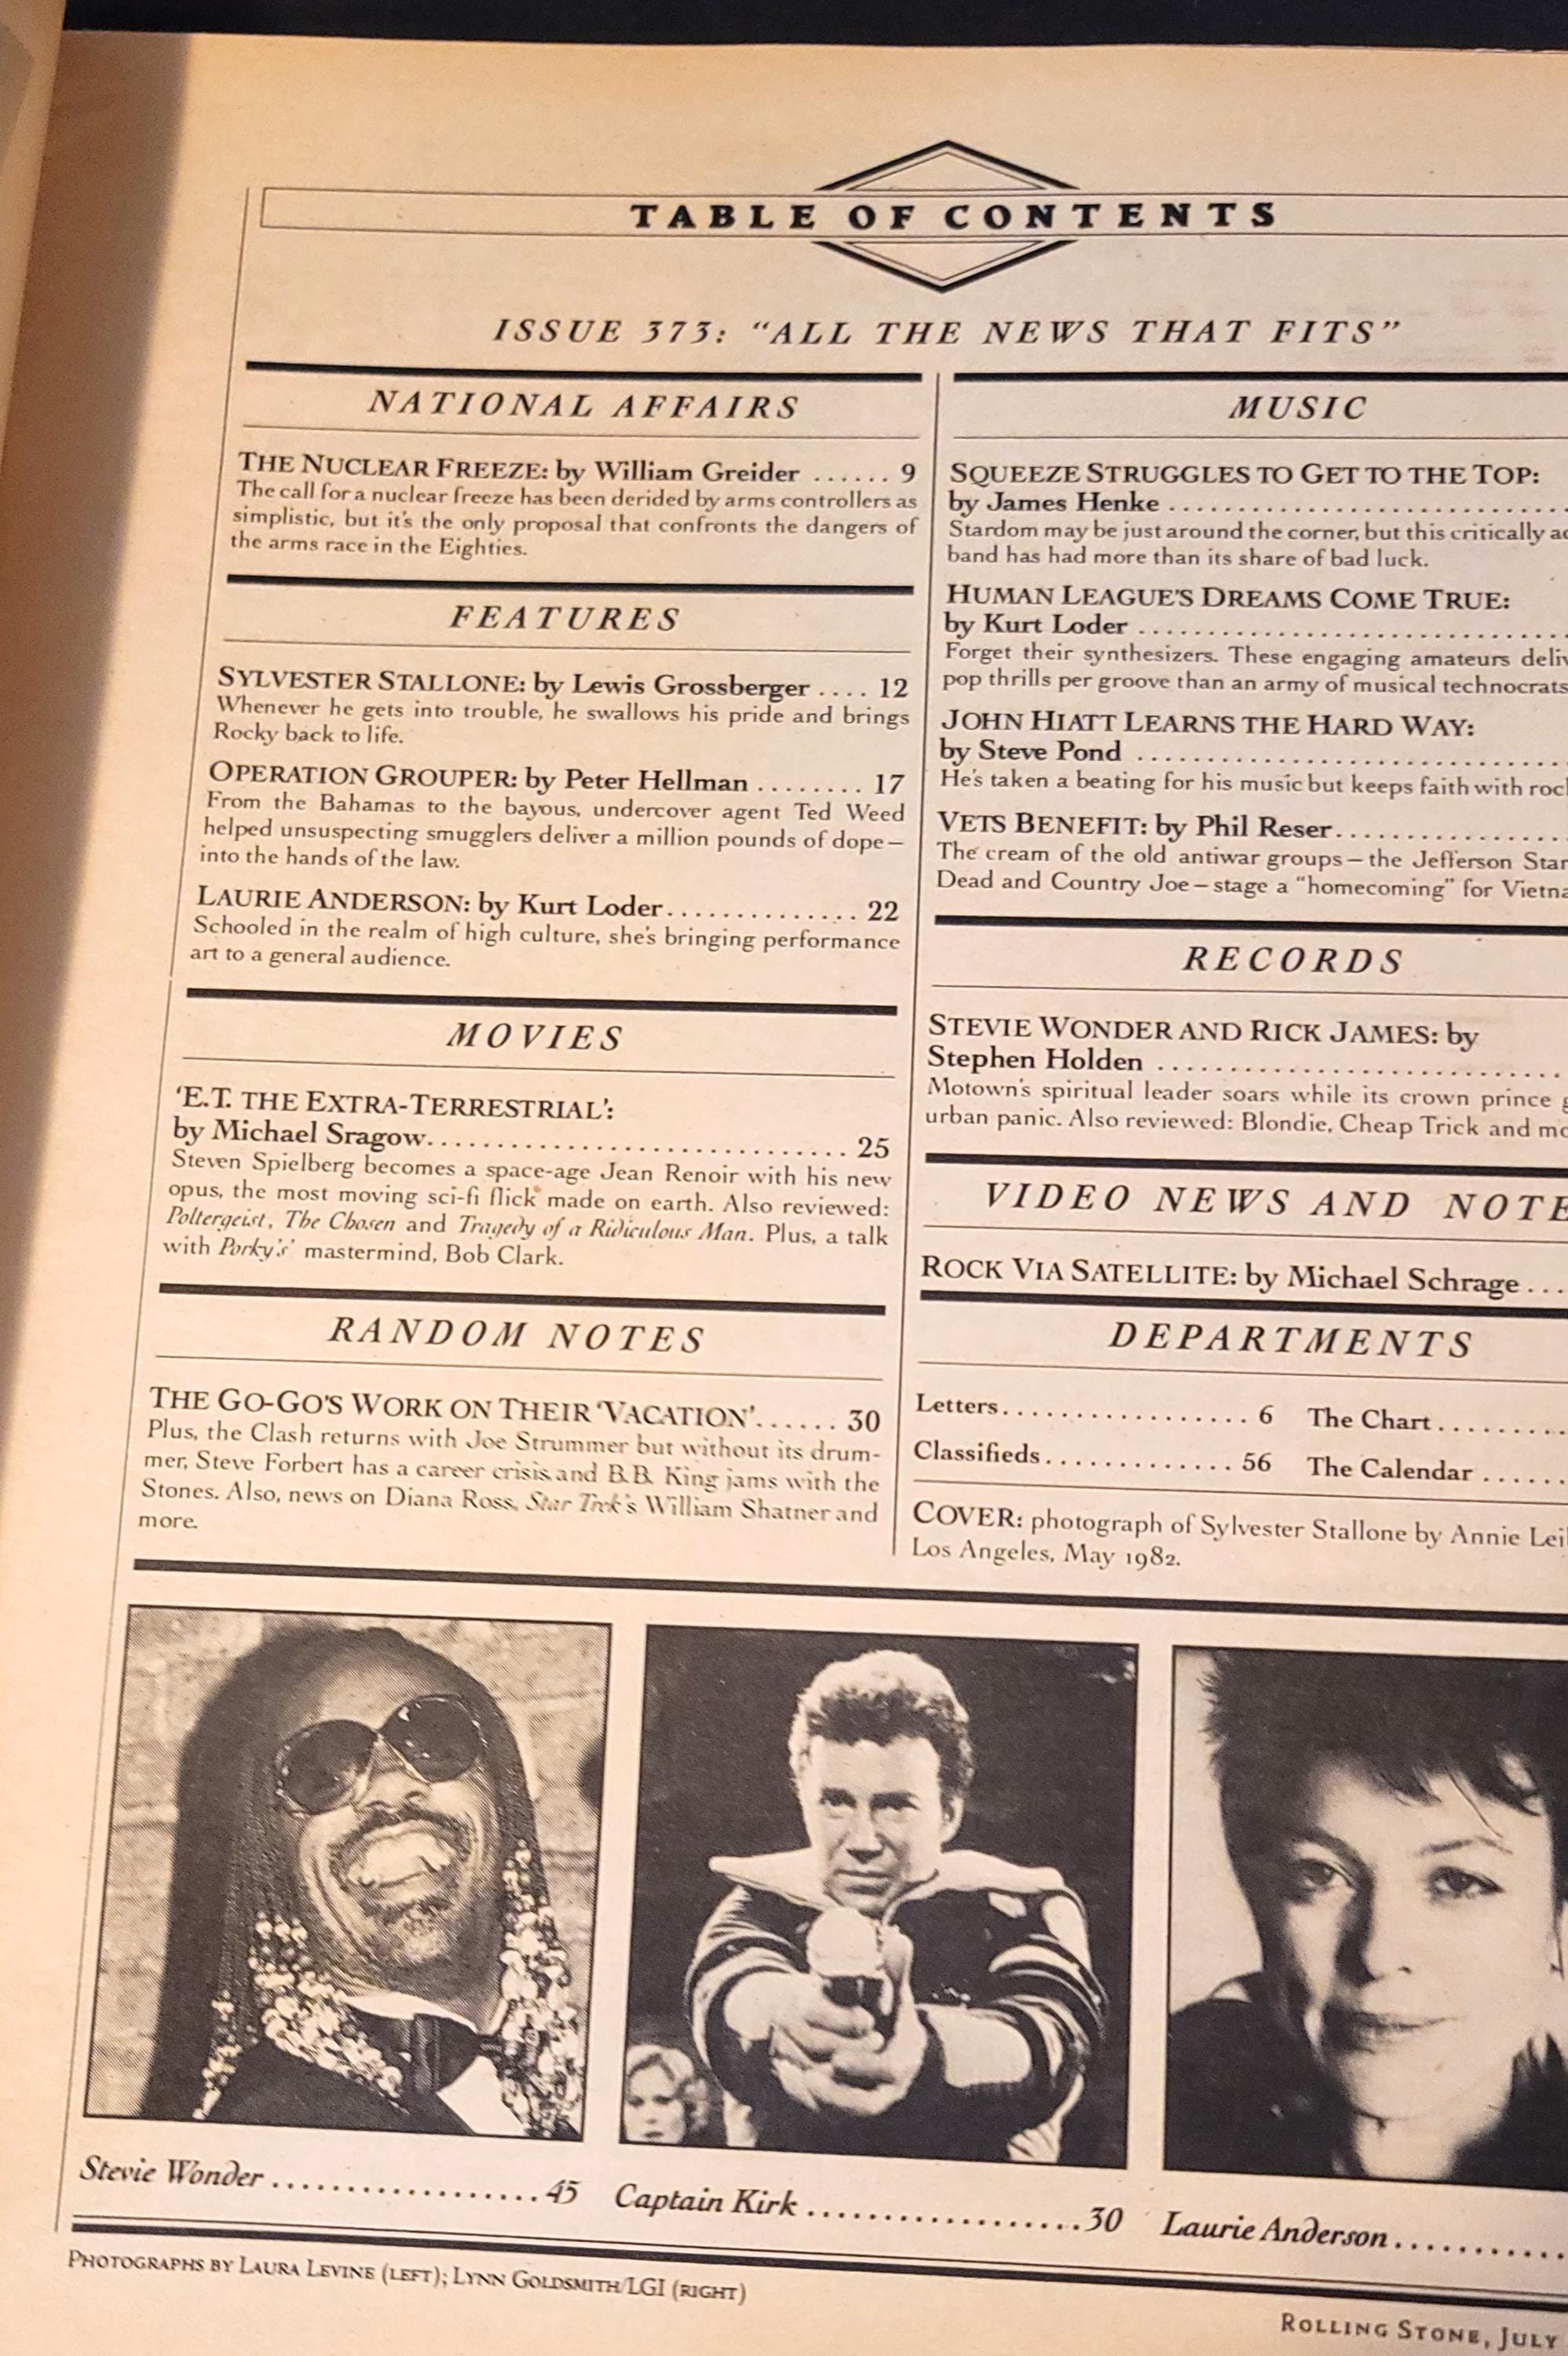 TABLE OF CONTENTS
ISSUE 373: “ALL THE NEWS THAT FITS”
NATIONAL AFFAIRS
THE NUCLEAR FREEZE: by William Greider ...... 9
The call for a nuclear freeze has been derided by arms controllers as
simplistic, but it's the only proposal that confronts the dangers of
the arms race in the Eighties.
FEATURES
SYLVESTER STALLONE: by Lewis Grossberger .... 12
Whenever he gets into trouble, he swallows his pride and brings
Rocky back to life.
OPERATION GROUPER: by Peter Hellman ........ 17
From the Bahamas to the bayous, undercover agent Ted Weed
helped unsuspecting smugglers deliver a million pounds of dope—
into the hands of the law.
LAURIE ANDERSON: by Kurt Loder.............. 22
Schooled in the realm of high culture, she's bringing performance
art to a general audience.
MOVIES
‘E.T. THE EXTRA-TERRESTRIAL’:
by Michael Sragow.............................. 25
Steven Spielberg becomes a space-age Jean Renoir with his new
opus, the most moving sci-fi flick made on earth. Also reviewed:
Poltergeist, The Chosen and Tragedy of a Ridiculous Man. Plus, a talk
with Porky's' mastermind, Bob Clark.
RANDOM NOTES
THE GO-GO'S WORK ON THEIR ‘VACATION’...... 30
Plus, the Clash returns with Joe Strummer but without its drum-
mer, Steve Forbert has a career crisis and B.B. King jams with the
Stones. Also, news on Diana Ross, Star Trek's William Shatner and
more.
MUSIC
SQUEEZE STRUGGLES TO GET TO THE TOP:
by James Henke ..............................
Stardom may be just around the corner, but this critically
band has had more than its share of bad luck.
HUMAN LEAGUE'S DREAMS COME TRUE:
by Kurt Loder ..............................
Forget their synthesizers. These engaging amateurs
pop thrills per groove than an army of musical technocrats
JOHN HIATT LEARNS THE HARD WAY:
by Steve Pond ..............................
He's taken a beating for his music but keeps faith with
VETS BENEFIT: by Phil Reser.................
The cream of the old antiwar groups—the Jefferson
Dead and Country Joe—stage a “homecoming” for
RECORDS
STEVIE WONDER AND RICK JAMES: by
Stephen Holden ..............................
Motown's spiritual leader soars while its crown prince
urban panic. Also reviewed: Blondie, Cheap Trick and
VIDEO NEWS AND
ROCK VIA SATELLITE: by Michael Schrage ...
DEPARTMENTS
Letters.................. 6 The Chart..........
Classifieds.............. 56 The Calendar ......
COVER: photograph of Sylvester Stallone by Annie
Los Angeles, May 1982.
Stevie Wonder ..................45 Captain Kirk ..................30 Laurie Anderson ............
PHOTOGRAPHS BY LAURA LEVINE (LEFT); LYNN GOLDSMITH/LGI (RIGHT)
ROLLING STONE, JULY